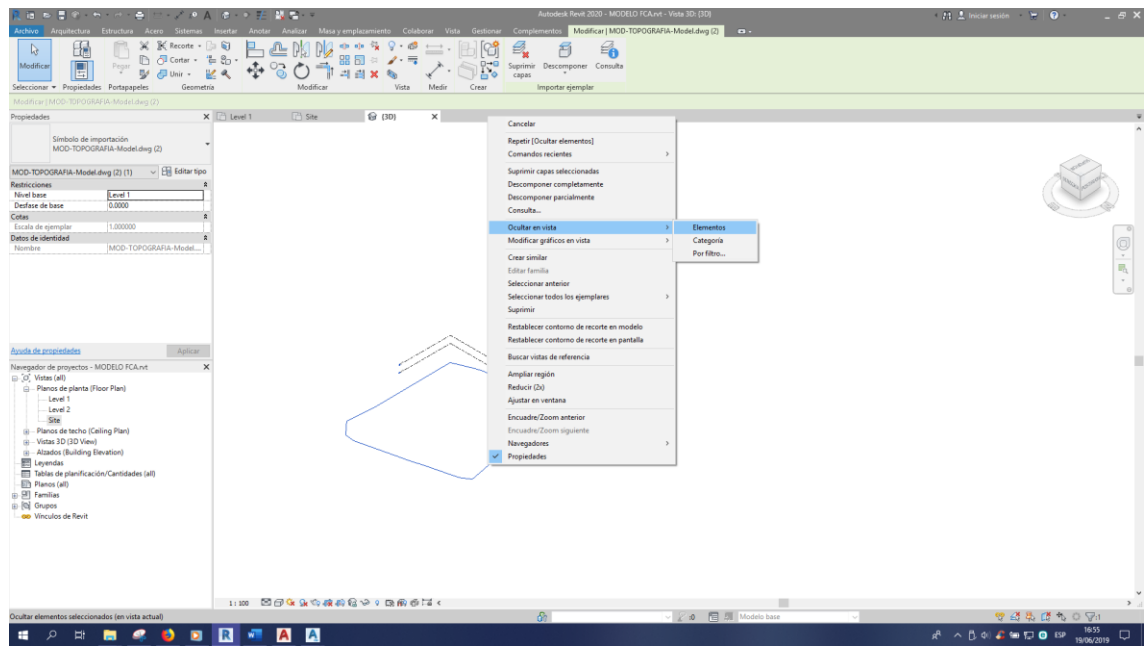 Autodesk Revit 2020 - MODELO FCA.rvt - Vista 3D: {3D}
Iniciar sesión
Archivo Arquitectura Estructura Acero Sistemas Insertar Anotar Analizar Masa y emplazamiento Colaborar Vista Gestionar Complementos Modificar | MOD-TOPOGRAFIA-Model.dwg (2)
Modificar
Pegar
Recorte
Cortar
Unir
Suprimir capas
Descomponer
Consulta
Seleccionar Propiedades Portapapeles Geometría Modificar Vista Medir Crear Importar ejemplar
Modificar | MOD-TOPOGRAFIA-Model.dwg (2)
Propiedades
Level 1
Site
{3D}
Símbolo de importación
MOD-TOPOGRAFIA-Model.dwg (2)
MOD-TOPOGRAFIA-Model.dwg (2) (1) Editar tipo
Restricciones
Nivel base Level 1
Desfase de base 0.0000
Cotas
Escala de ejemplar 1.000000
Datos de identidad
Nombre MOD-TOPOGRAFIA-Model....
Ayuda de propiedades Aplicar
Navegador de proyectos - MODELO FCA.rvt
Vistas (all)
Planos de planta (Floor Plan)
Level 1
Level 2
Site
Planos de techo (Ceiling Plan)
Vistas 3D (3D View)
Alzados (Building Elevation)
Leyendas
Tablas de planificación/Cantidades (all)
Planos (all)
Familias
Grupos
Vínculos de Revit
Cancelar
Repetir [Ocultar elementos]
Comandos recientes
Suprimir capas seleccionadas
Descomponer completamente
Descomponer parcialmente
Consulta...
Ocultar en vista
Elementos
Modificar gráficos en vista
Categoría
Por filtro...
Crear similar
Editar familia
Seleccionar anterior
Seleccionar todos los ejemplares
Suprimir
Restablecer contorno de recorte en modelo
Restablecer contorno de recorte en pantalla
Buscar vistas de referencia
Ampliar región
Reducir (2x)
Ajustar en ventana
Encuadre/Zoom anterior
Encuadre/Zoom siguiente
Navegadores
Propiedades
1 : 100
Ocultar elementos seleccionados (en vista actual)
:0
Modelo base
:1
ESP
16:55
19/06/2019